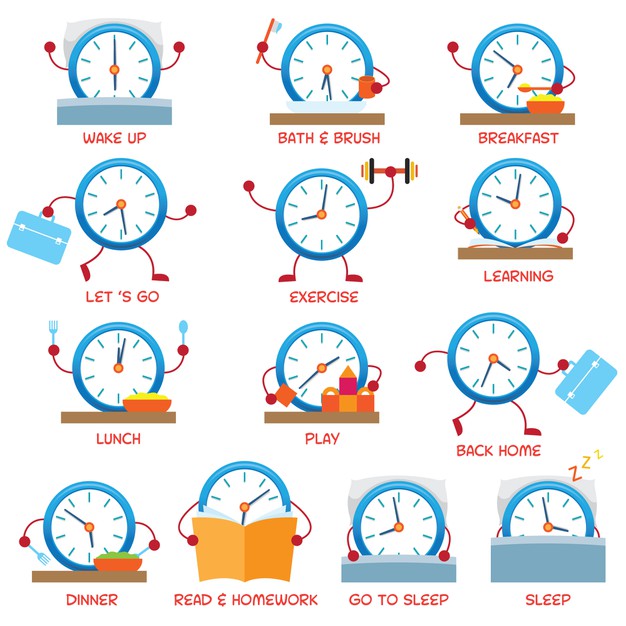 WAKE UP
BATH & BRUSH
BREAKFAST
LET 'S GO
EXERCISE
LEARNING
LUNCH
PLAY
BACK HOME
Z Z Z
DINNER
READ & HOMEWORK
GO TO SLEEP
SLEEP